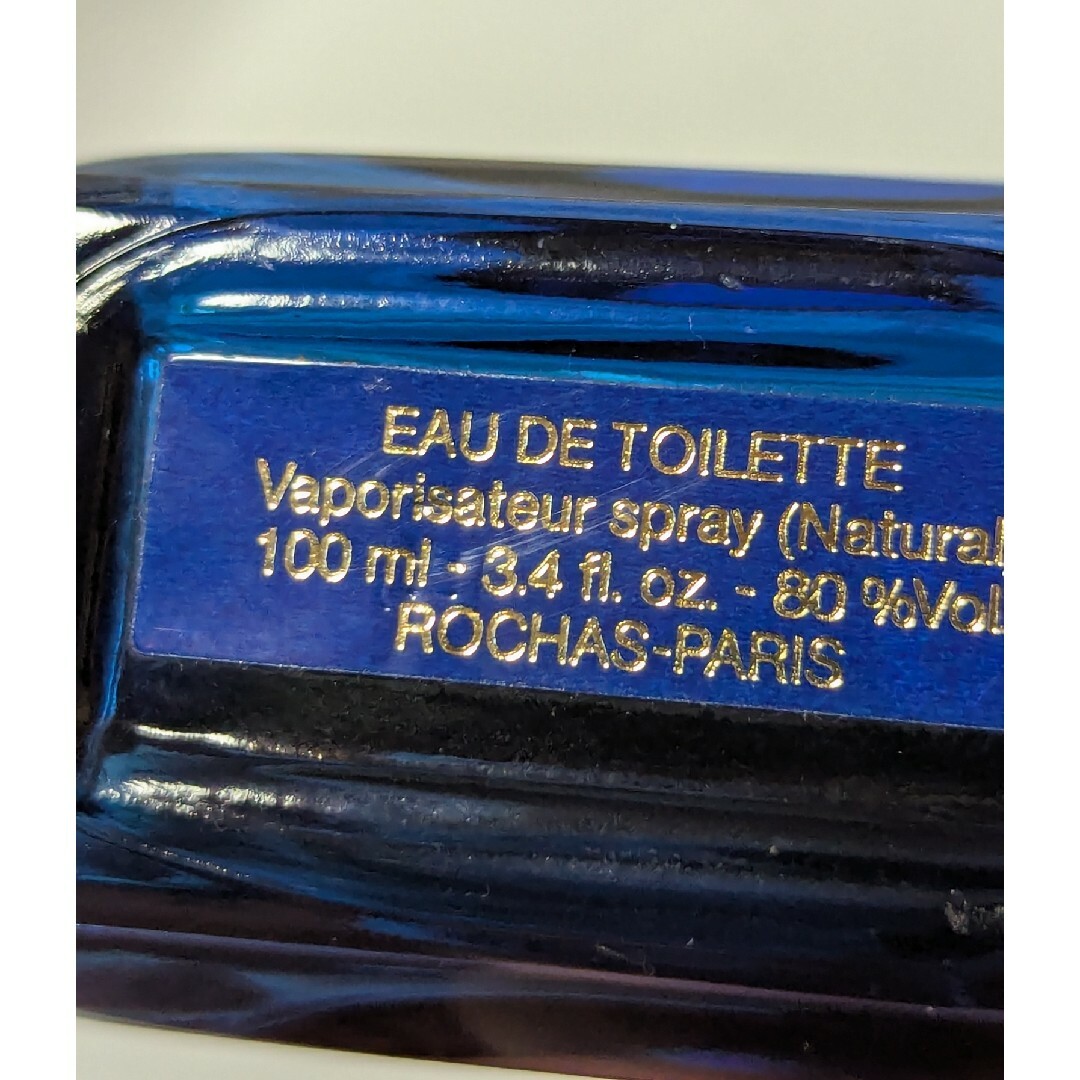 EAU DE TOILETTE
Vaporisateur spray (Natural)
100 ml - 3.4 fl. oz. - 80 %Vol.
ROCHAS-PARIS